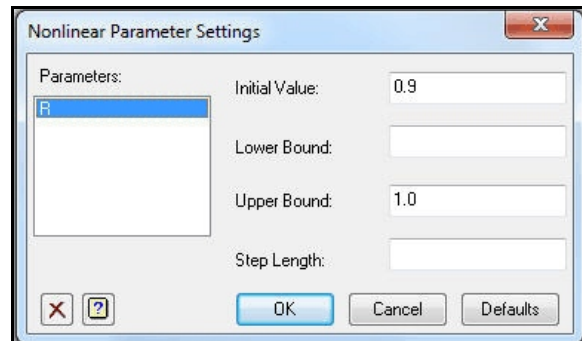 Nonlinear Parameter Settings
Parameters:
R
Initial Value: 0.9
Lower Bound:
Upper Bound: 1.0
Step Length:
OK Cancel Defaults